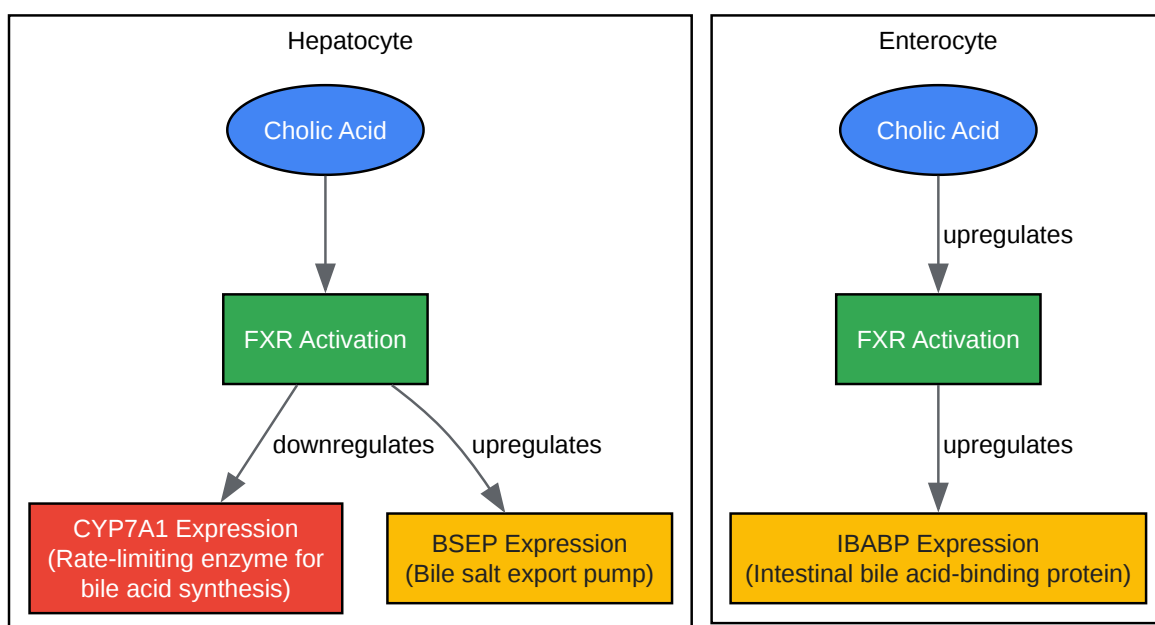 Hepatocyte
Cholic Acid
FXR Activation
downregulates
upregulates
CYP7A1 Expression
(Rate-limiting enzyme for
bile acid synthesis)
BSEP Expression
(Bile salt export pump)
Enterocyte
Cholic Acid
upregulates
FXR Activation
upregulates
IBABP Expression
(Intestinal bile acid-binding protein)